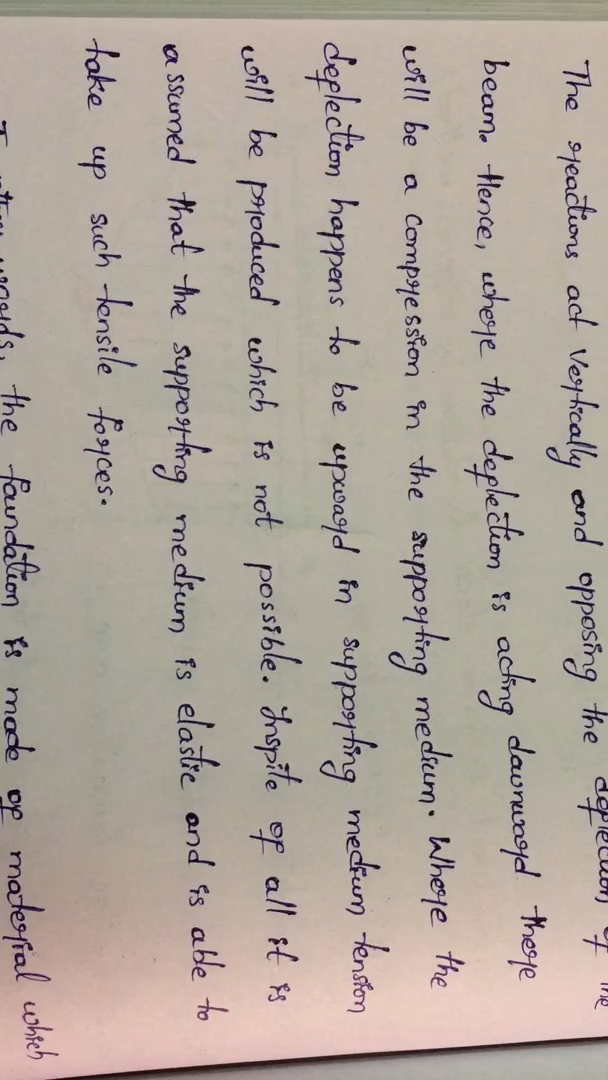 The reactions act vertically and opposing the deflection of the
beam. Hence, where the deflection is acting downward there
will be a compression in the supporting medium. Where the
deflection happens to be upward in supporting medium tension
will be produced which is not possible. Inspite of all it is
assumed that the supporting medium is elastic and is able to
take up such tensile forces.
the foundation is made of material which